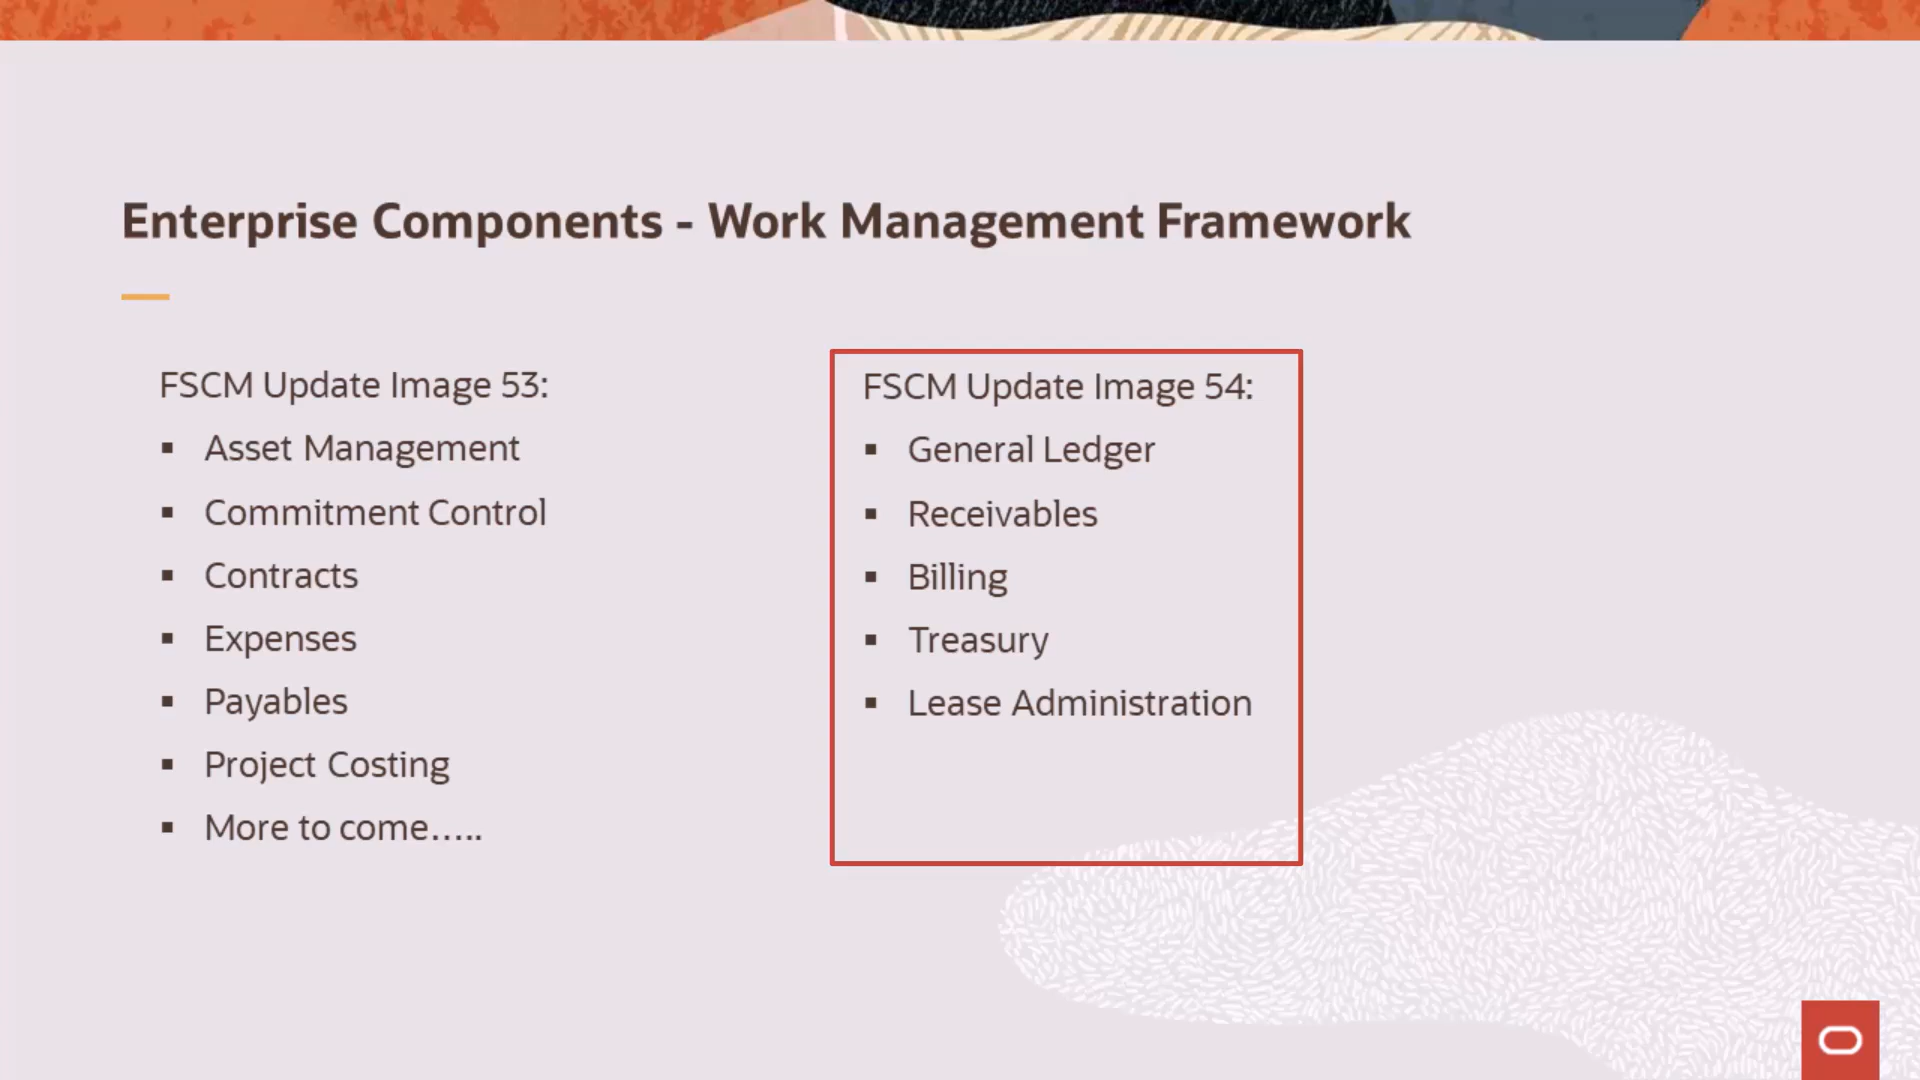 Enterprise Components - Work Management Framework
FSCM Update Image 53:
▪ Asset Management
▪ Commitment Control
▪ Contracts
▪ Expenses
▪ Payables
▪ Project Costing
▪ More to come.....
FSCM Update Image 54:
▪ General Ledger
▪ Receivables
▪ Billing
▪ Treasury
▪ Lease Administration